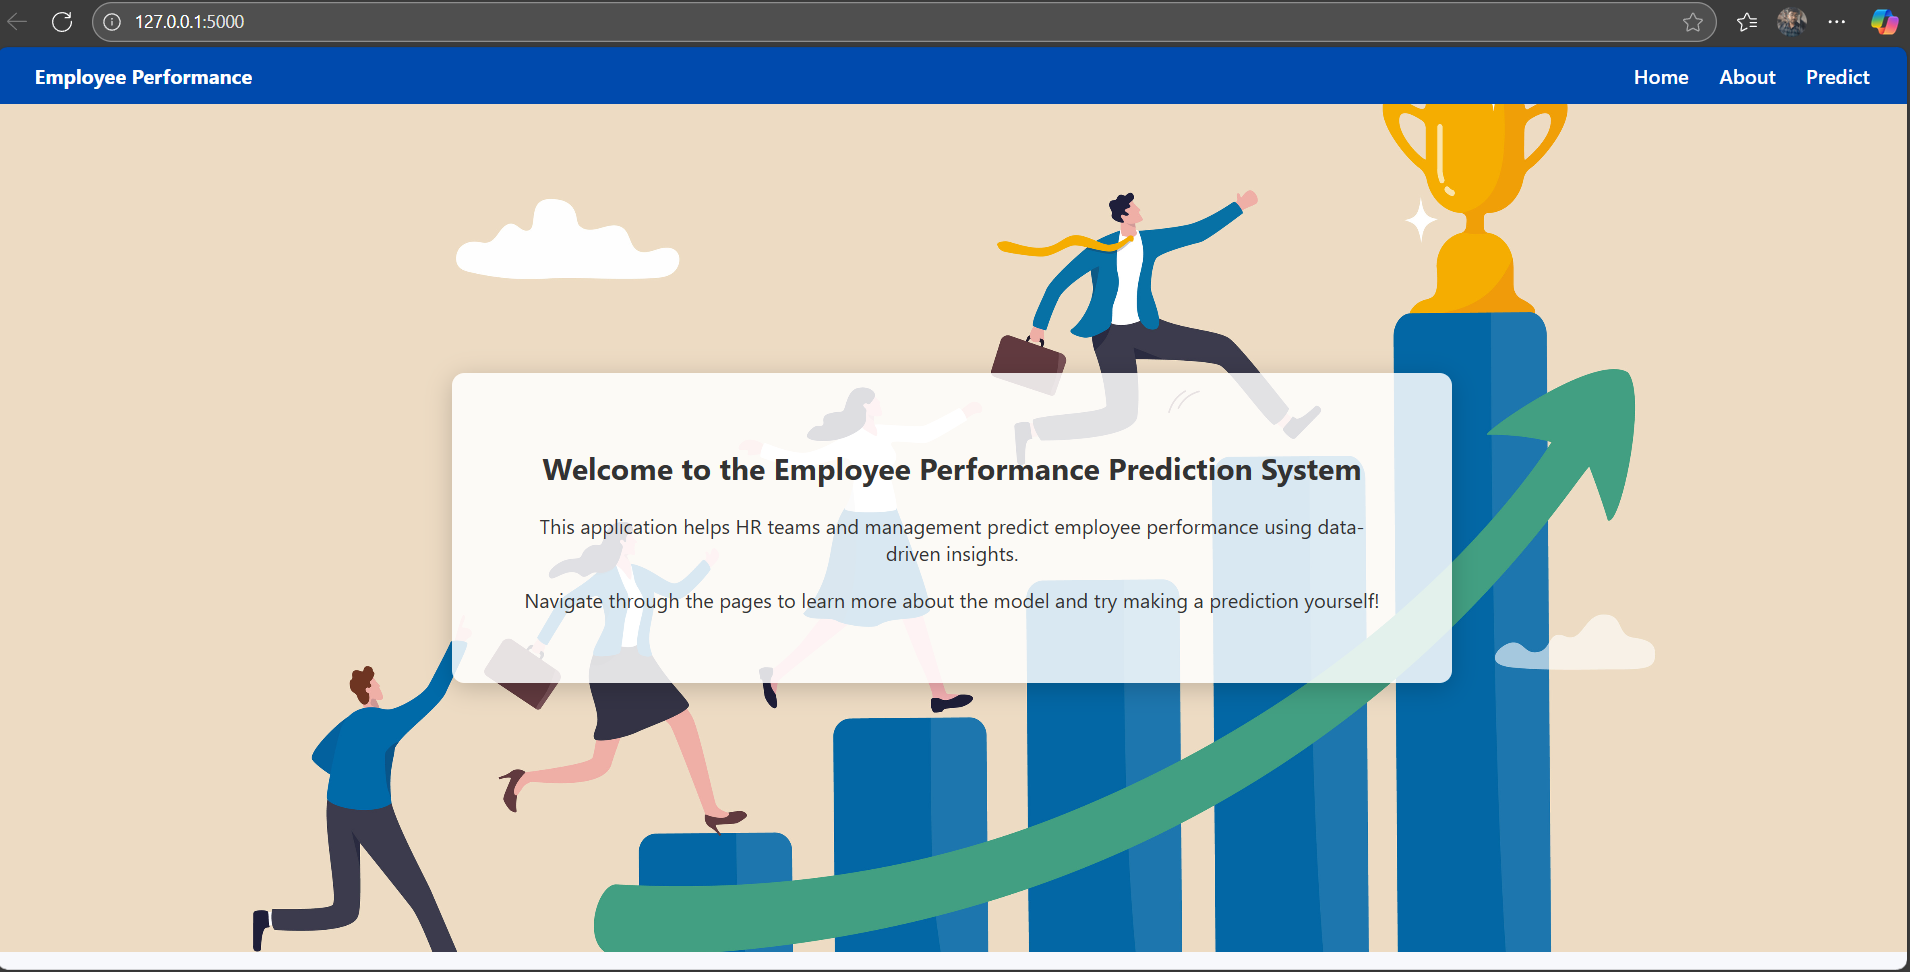 127.0.0.1:5000
Employee Performance
Home About Predict
Welcome to the Employee Performance Prediction System
This application helps HR teams and management predict employee performance using data-
driven insights.
Navigate through the pages to learn more about the model and try making a prediction yourself!